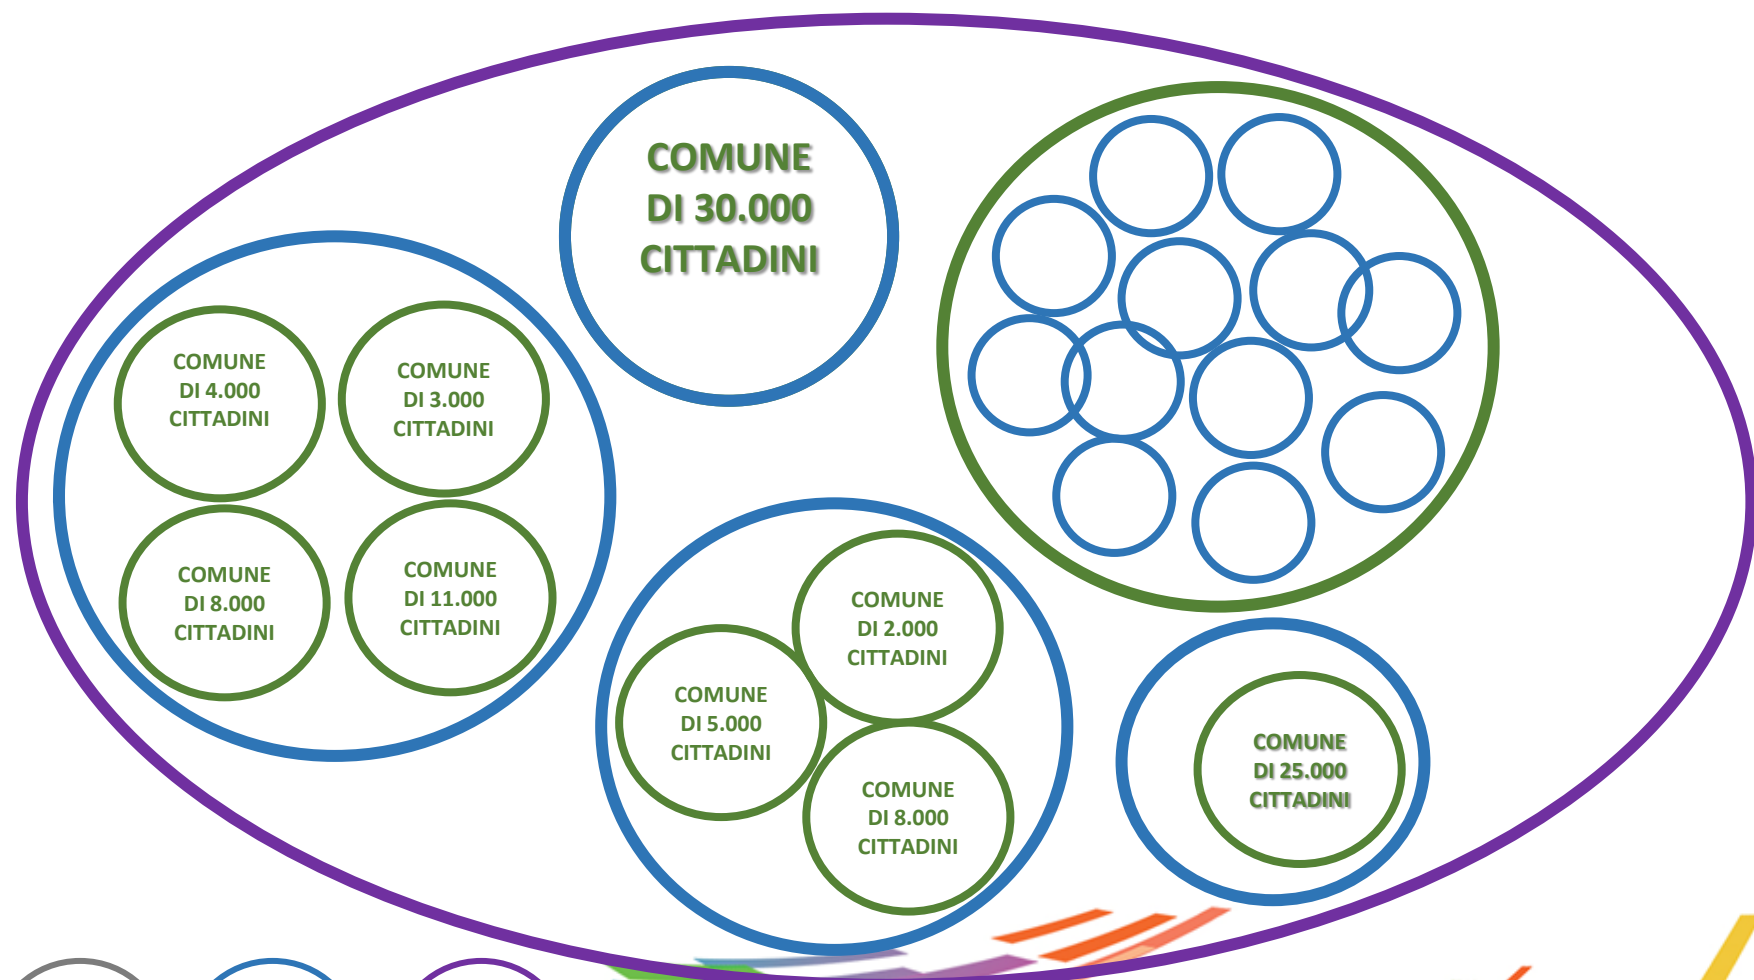 COMUNE
DI 30.000
CITTADINI
COMUNE
DI 4.000
CITTADINI
COMUNE
DI 3.000
CITTADINI
COMUNE
DI 8.000
CITTADINI
COMUNE
DI 11.000
CITTADINI
COMUNE
DI 2.000
CITTADINI
COMUNE
DI 5.000
CITTADINI
COMUNE
DI 8.000
CITTADINI
COMUNE
DI 25.000
CITTADINI